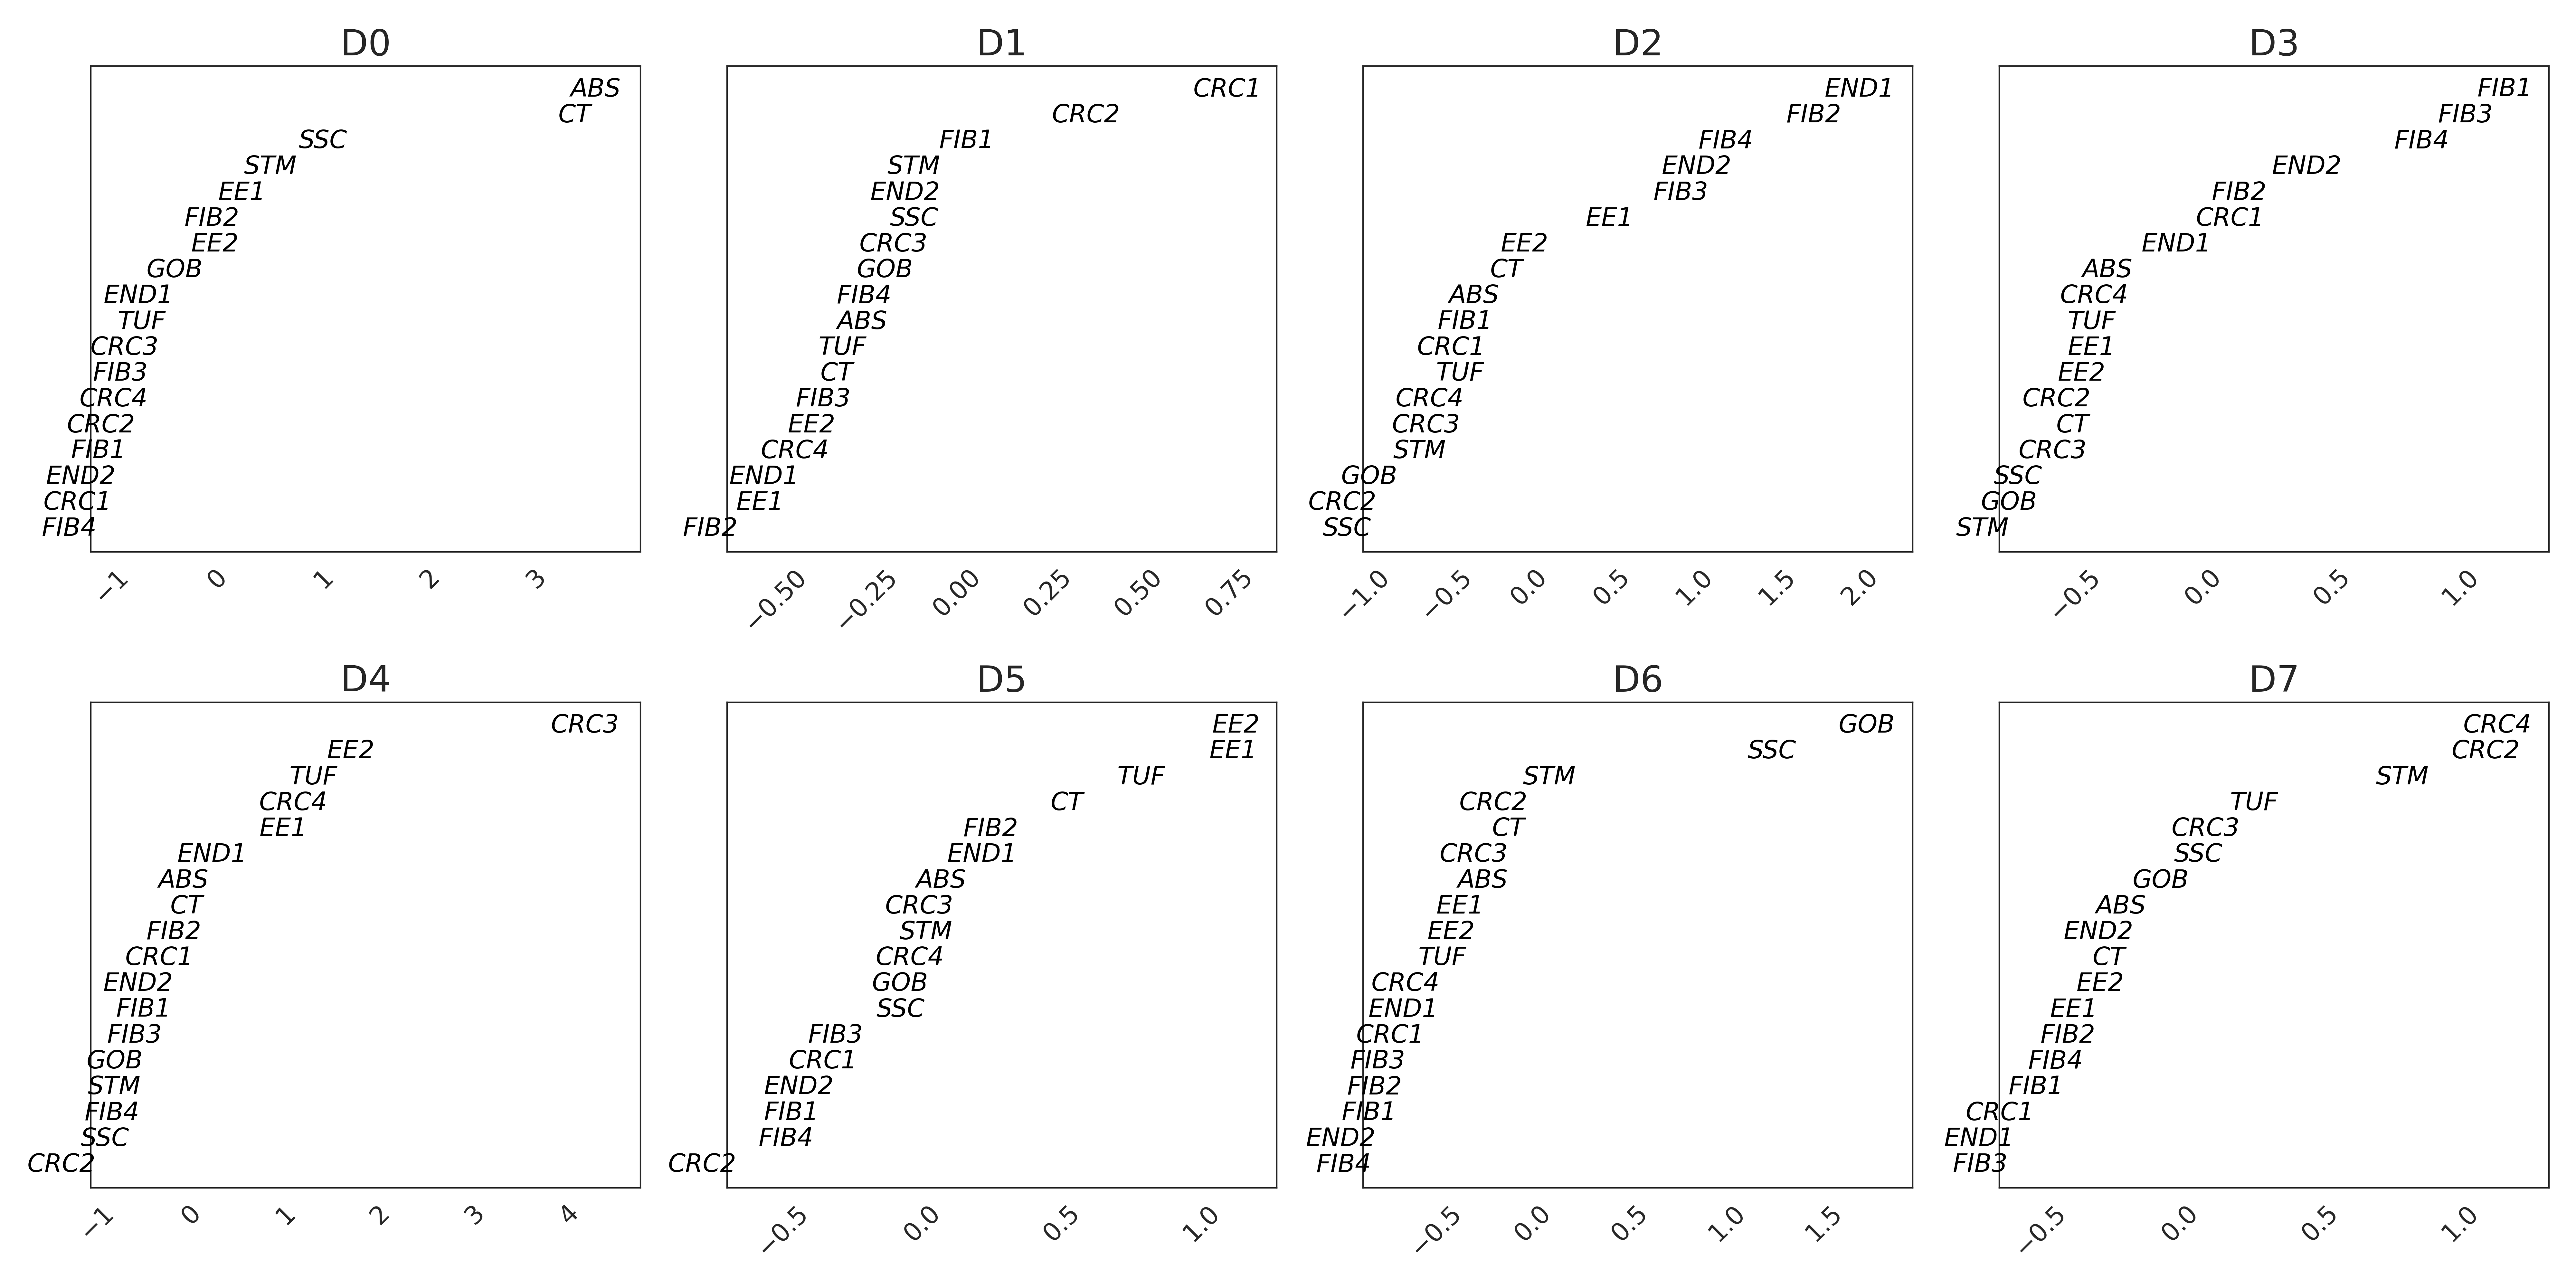 D0
ABS
CT
SSC
STM
EE1
FIB2
EE2
GOB
END1
TUF
CRC3
FIB3
CRC4
CRC2
FIB1
END2
CRC1
FIB4
−1 0 1 2 3
D1
CRC1
CRC2
FIB1
STM
END2
SSC
CRC3
GOB
FIB4
ABS
TUF
CT
FIB3
EE2
CRC4
END1
EE1
FIB2
−0.50 −0.25 0.00 0.25 0.50 0.75
D2
END1
FIB2
FIB4
END2
FIB3
EE1
EE2
CT
ABS
FIB1
CRC1
TUF
CRC4
CRC3
STM
GOB
CRC2
SSC
−1.0 −0.5 0.0 0.5 1.0 1.5 2.0
D3
FIB1
FIB3
FIB4
END2
FIB2
CRC1
END1
ABS
CRC4
TUF
EE1
EE2
CRC2
CT
CRC3
SSC
GOB
STM
−0.5 0.0 0.5 1.0
D4
CRC3
EE2
TUF
CRC4
EE1
END1
ABS
CT
FIB2
CRC1
END2
FIB1
FIB3
GOB
STM
FIB4
SSC
CRC2
−1 0 1 2 3 4
D5
EE2
EE1
TUF
CT
FIB2
END1
ABS
CRC3
STM
CRC4
GOB
SSC
FIB3
CRC1
END2
FIB1
FIB4
CRC2
−0.5 0.0 0.5 1.0
D6
GOB
SSC
STM
CRC2
CT
CRC3
ABS
EE1
EE2
TUF
CRC4
END1
CRC1
FIB3
FIB2
FIB1
END2
FIB4
−0.5 0.0 0.5 1.0 1.5
D7
CRC4
CRC2
STM
TUF
CRC3
SSC
GOB
ABS
END2
CT
EE2
EE1
FIB2
FIB4
FIB1
CRC1
END1
FIB3
−0.5 0.0 0.5 1.0